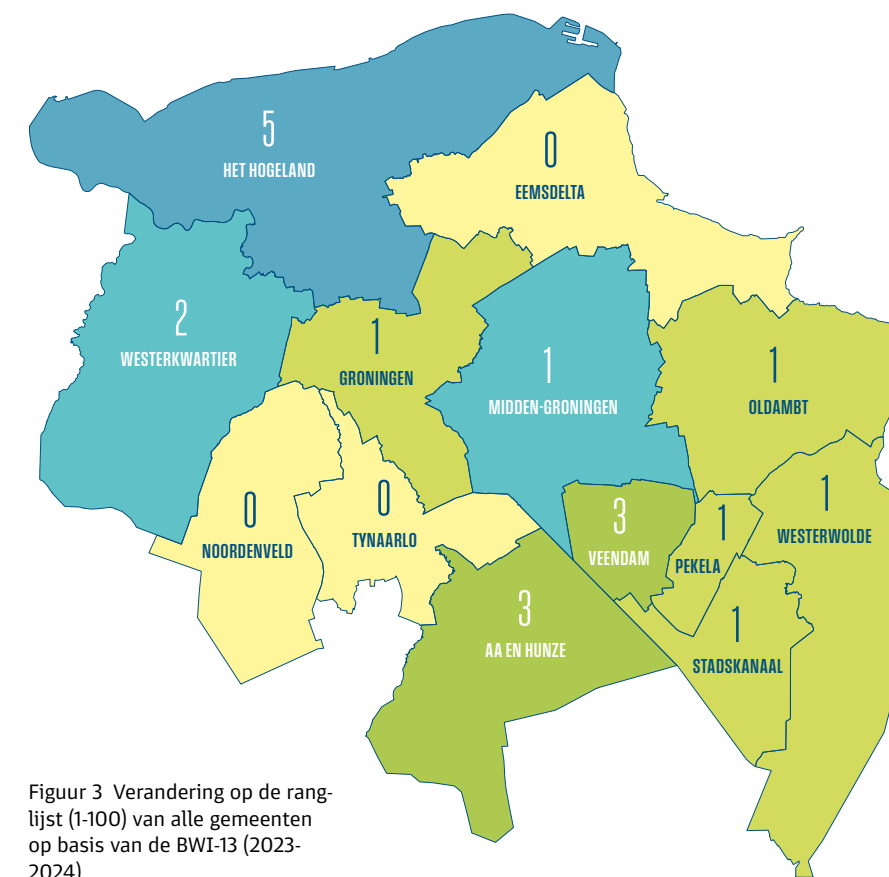 5
HET HOGELAND
0
EEMSDELTA
2
WESTERKWARTIER
1
GRONINGEN
1
MIDDEN-GRONINGEN
1
OLDAMBT
0
NOORDENVELD
0
TYNAARLO
3
VEENDAM
1
PEKELA
1
WESTERWOLDE
3
AA EN HUNZE
1
STADSKANAAL
Figuur 3 Verandering op de rang-
lijst (1-100) van alle gemeenten
op basis van de BWI-13 (2023-
2024)